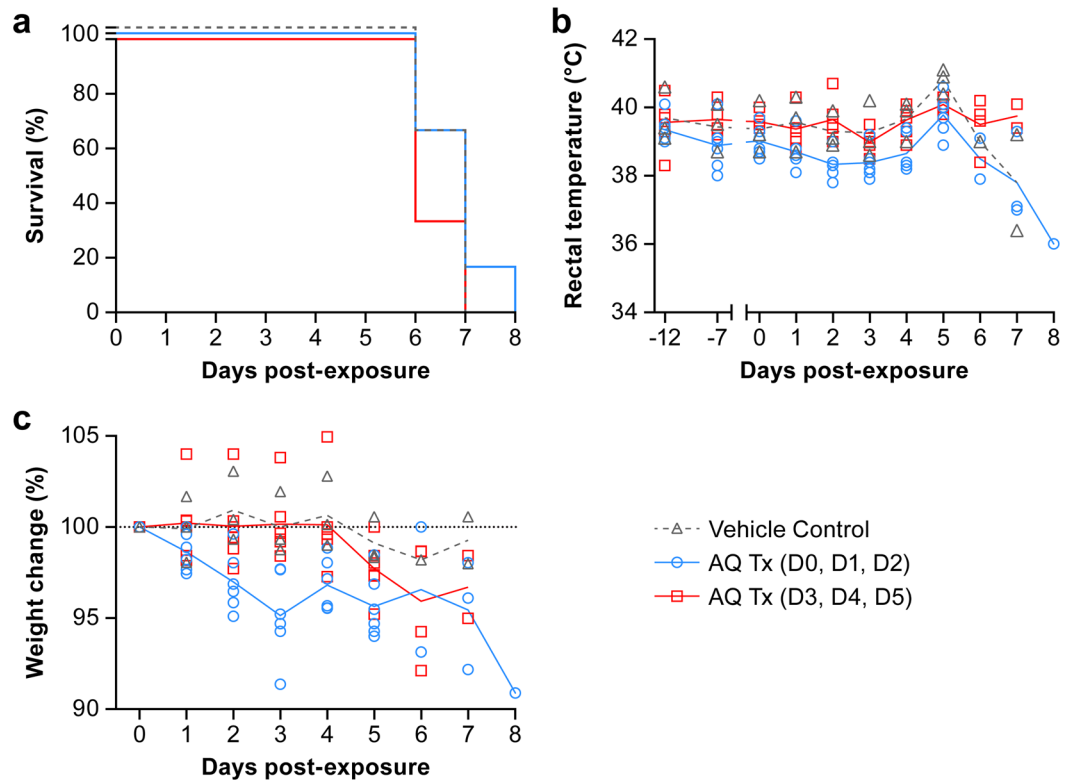 a
100
80
60
40
20
0
Survival (%)
0 1 2 3 4 5 6 7 8
Days post-exposure
b
42
40
38
36
34
Rectal temperature (°C)
-12 -7 0 1 2 3 4 5 6 7 8
Days post-exposure
c
105
100
95
90
Weight change (%)
0 1 2 3 4 5 6 7 8
Days post-exposure
Vehicle Control
AQ Tx (D0, D1, D2)
AQ Tx (D3, D4, D5)